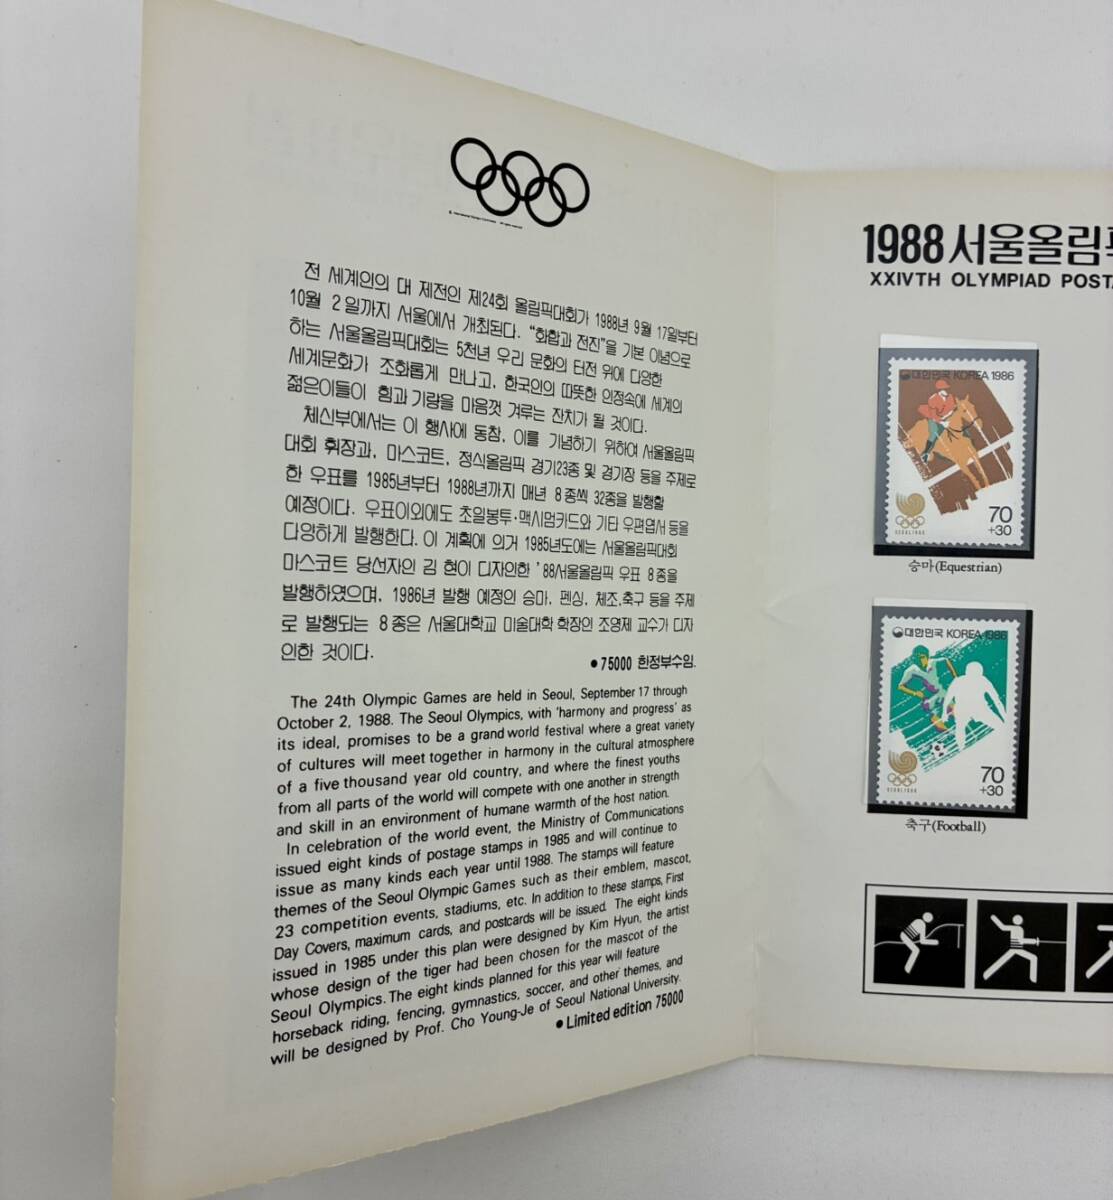 전 세계인의 대 제전인 제24회 올림픽대회가 1988년 9월 17일부터
10월 2일까지 서울에서 개최된다. “화합과 전진”을 기본 이념으로
하는 서울올림픽대회는 5천년 우리 문화의 터전 위에 다양한
세계문화가 조화롭게 만나고, 한국인의 따뜻한 인정속에 세계의
젊은이들이 힘과 기량을 마음껏 겨루는 잔치가 될 것이다.
체신부에서는 이 행사에 동참, 이를 기념하기 위하여 서울올림픽
대회 휘장과, 마스코트, 정식올림픽 경기23종 및 경기장 등을 주제로
한 우표를 1985년부터 1988년까지 매년 8종씩 32종을 발행할
예정이다. 우표이외에도 초일봉투·맥시멈카드와 기타 우편엽서 등을
다양하게 발행한다. 이 계획에 의거 1985년도에는 서울올림픽대회
마스코트 당선자인 김 현이 디자인한 '88서울올림픽 우표 8종을
발행하였으며, 1986년 발행 예정인 승마, 펜싱, 체조, 축구 등을 주제
로 발행되는 8종은 서울대학교 미술대학 학장인 조영제 교수가 디자
인한 것이다.
●75000 한정부수임.
The 24th Olympic Games are held in Seoul, September 17 through
October 2, 1988. The Seoul Olympics, with 'harmony and progress' as
its ideal, promises to be a grand world festival where a great variety
of cultures will meet together in harmony in the cultural atmosphere
of a five thousand year old country, and where the finest youths
from all parts of the world will compete with one another in strength
and skill in an environment of humane warmth of the host nation.
In celebration of the world event, the Ministry of Communications
issued eight kinds of postage stamps in 1985 and will continue to
issue as many kinds each year until 1988. The stamps will feature
themes of the Seoul Olympic Games such as their emblem, mascot,
23 competition events, stadiums, etc. In addition to these stamps, First
Day Covers, maximum cards, and postcards will be issued. The eight kinds
issued in 1985 under this plan were designed by Kim Hyun, the artist
whose design of the tiger had been chosen for the mascot of the
Seoul Olympics. The eight kinds planned for this year will feature
horseback riding, fencing, gymnastics, soccer, and other themes, and
will be designed by Prof. Cho Young-Je of Seoul National University.
● Limited edition 75000
1988 서울올림픽
XXIVTH OLYMPIAD POSTA
대한민국 KOREA 1986
SEOUL 1988
70
+30
승마(Equestrian)
대한민국 KOREA 1986
SEOUL 1988
70
+30
축구(Football)